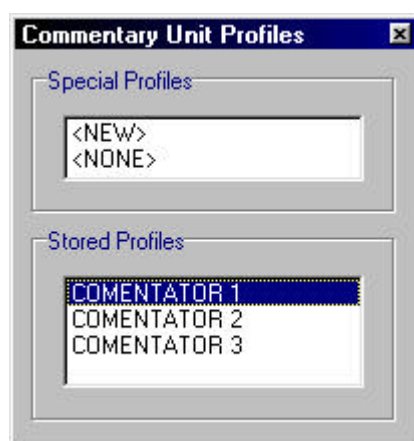 Commentary Unit Profiles
Special Profiles
<NEW>
<NONE>
Stored Profiles
COMENTATOR 1
COMENTATOR 2
COMENTATOR 3